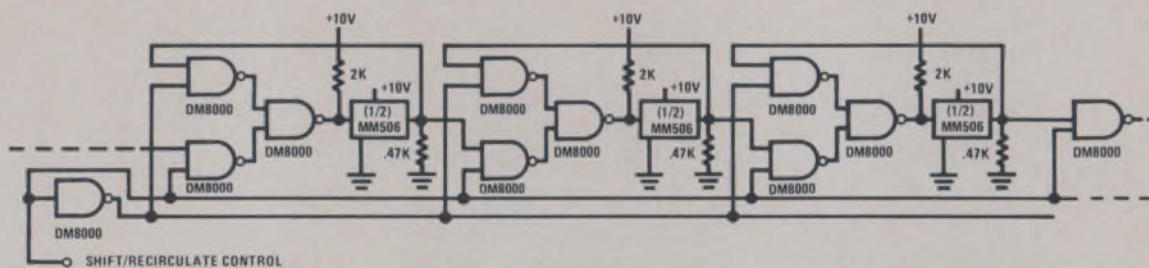 +10V +10V +10V
2K 2K 2K
+10V +10V +10V
DM8000 DM8000 DM8000
(1/2) (1/2) (1/2)
MM506 MM506 MM506
DM8000 DM8000 DM8000 DM8000
.47K .47K .47K
DM8000 DM8000 DM8000
DM8000
SHIFT/RECIRCULATE CONTROL